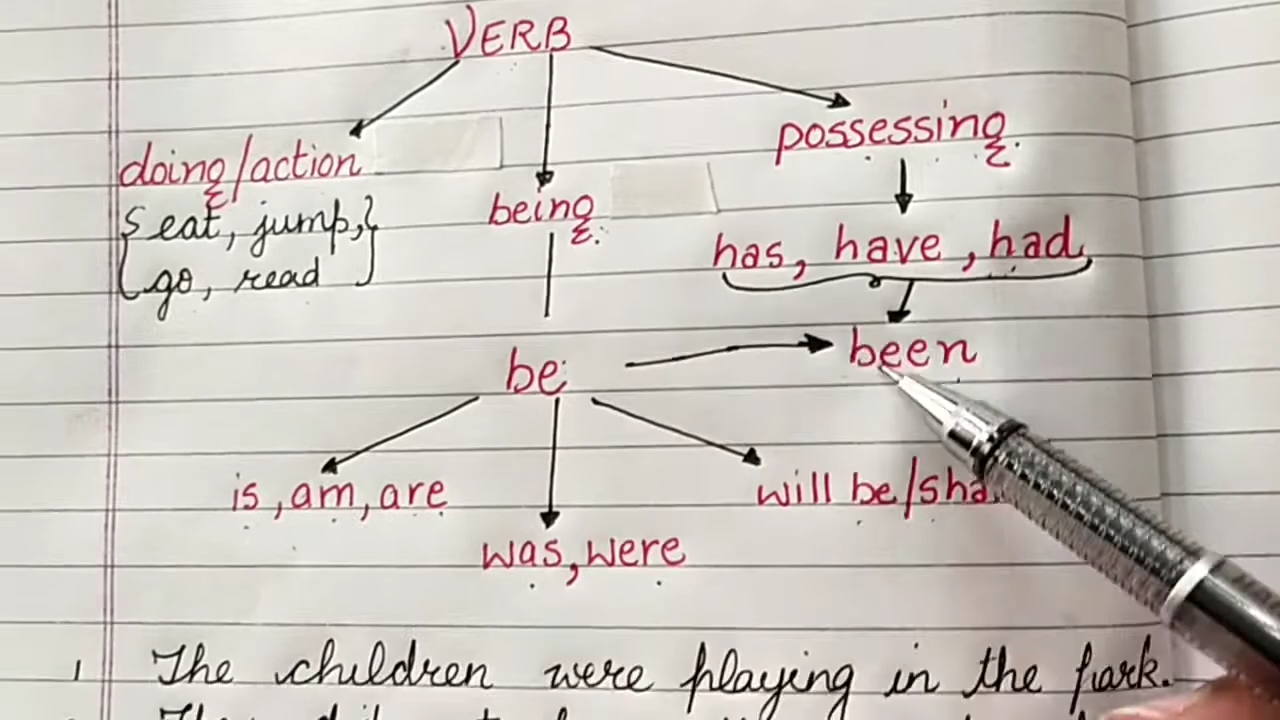 VERB
doing/action
possessing
{ eat, jump, }
{ go, read }
being
has, have, had
be
been
is, am, are
will be/sha
was, were
1 The children were playing in the park.